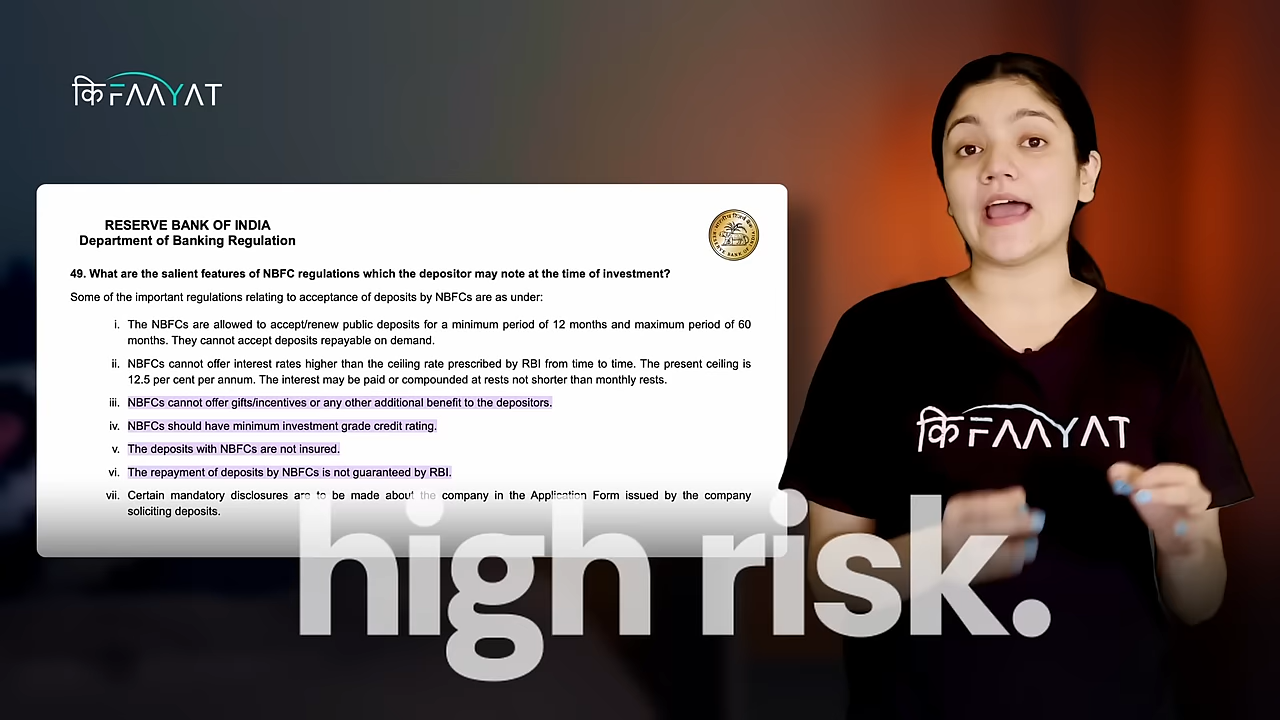 किFAAYAT
RESERVE BANK OF INDIA
Department of Banking Regulation
49. What are the salient features of NBFC regulations which the depositor may note at the time of investment?
Some of the important regulations relating to acceptance of deposits by NBFCs are as under:
i. The NBFCs are allowed to accept/renew public deposits for a minimum period of 12 months and maximum period of 60
months. They cannot accept deposits repayable on demand.
ii. NBFCs cannot offer interest rates higher than the ceiling rate prescribed by RBI from time to time. The present ceiling is
12.5 per cent per annum. The interest may be paid or compounded at rests not shorter than monthly rests.
iii. NBFCs cannot offer gifts/incentives or any other additional benefit to the depositors.
iv. NBFCs should have minimum investment grade credit rating.
v. The deposits with NBFCs are not insured.
vi. The repayment of deposits by NBFCs is not guaranteed by RBI.
vii. Certain mandatory disclosures are to be made about the company in the Application Form issued by the company
soliciting deposits.
high risk.
किFAAYAT